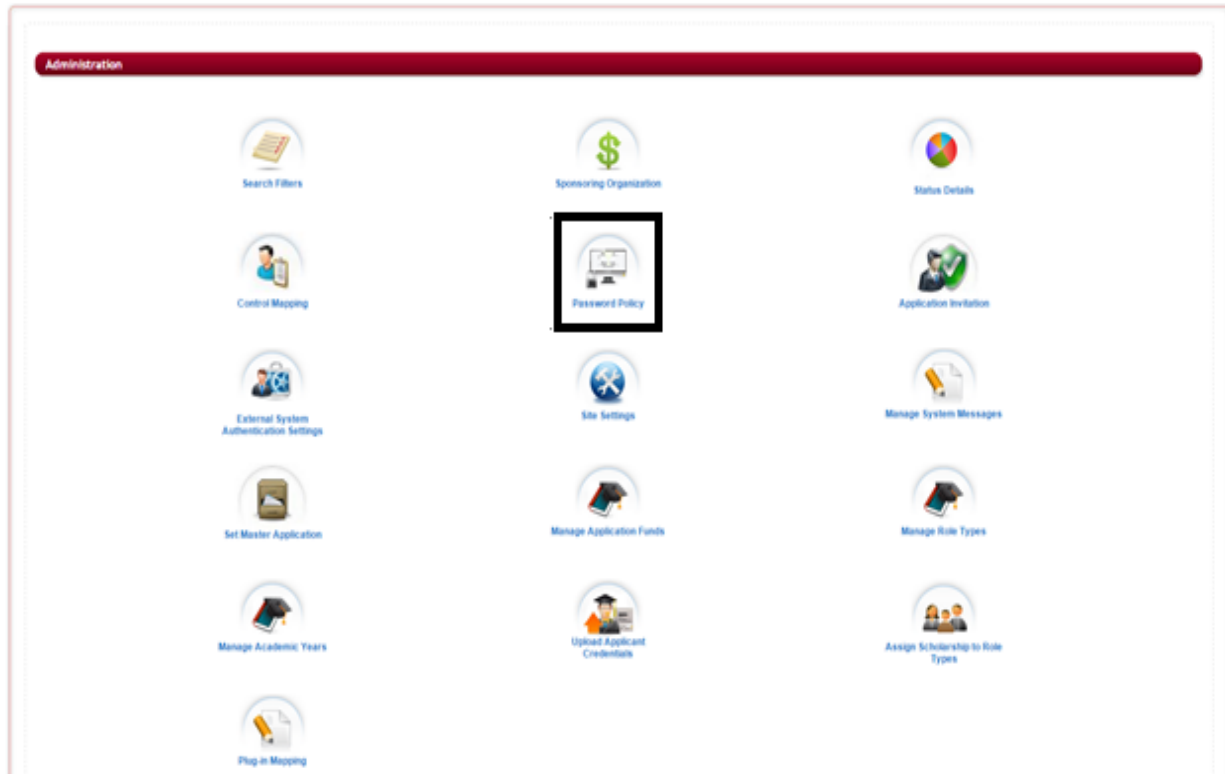 Administration
Search Filters
Sponsoring Organization
Status Details
Control Mapping
Password Policy
Application Invitation
External System
Authentication Settings
Site Settings
Manage System Messages
Set Master Application
Manage Application Funds
Manage Role Types
Manage Academic Years
Upload Applicant
Credentials
Assign Scholarship to Role
Types
Plug-in Mapping